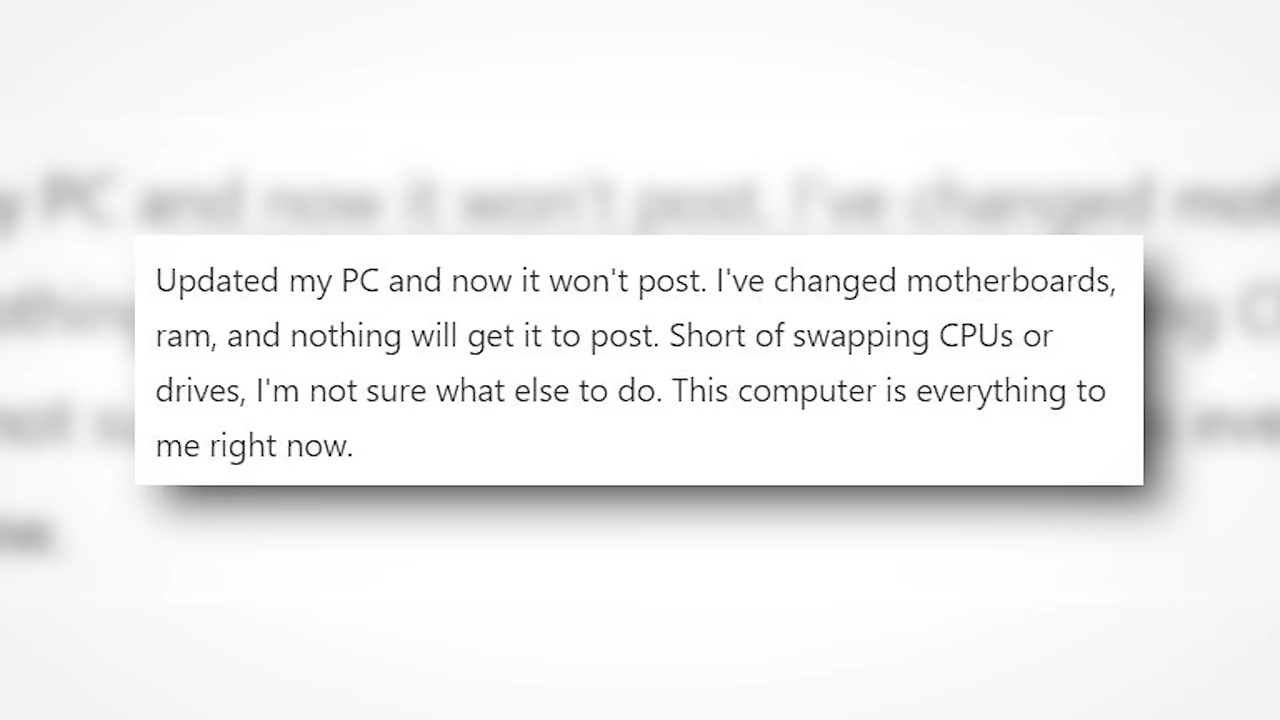 Updated my PC and now it won't post. I've changed motherboards,
ram, and nothing will get it to post. Short of swapping CPUs or
drives, I'm not sure what else to do. This computer is everything to
me right now.